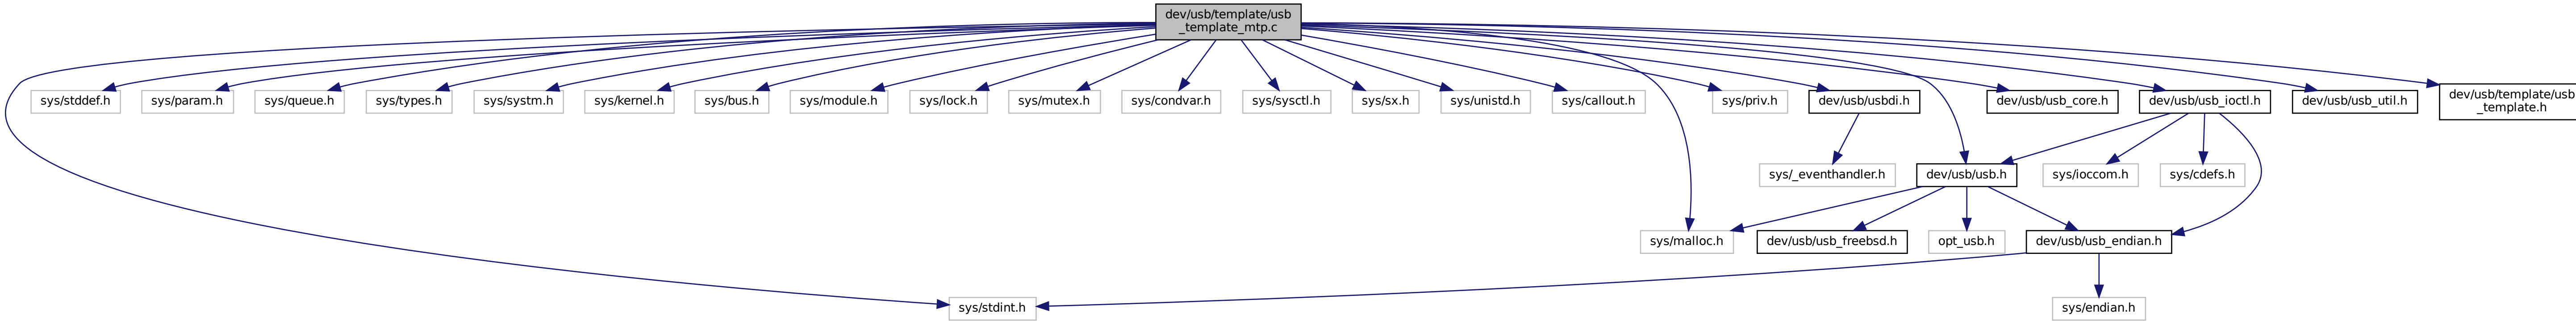 dev/usb/template/usb
_template_mtp.c
sys/stddef.h
sys/param.h
sys/queue.h
sys/types.h
sys/systm.h
sys/kernel.h
sys/bus.h
sys/module.h
sys/lock.h
sys/mutex.h
sys/condvar.h
sys/sysctl.h
sys/sx.h
sys/unistd.h
sys/callout.h
sys/priv.h
dev/usb/usbdi.h
dev/usb/usb_core.h
dev/usb/usb_ioctl.h
dev/usb/usb_util.h
dev/usb/template/usb
_template.h
sys/_eventhandler.h
dev/usb/usb.h
sys/ioccom.h
sys/cdefs.h
sys/malloc.h
dev/usb/usb_freebsd.h
opt_usb.h
dev/usb/usb_endian.h
sys/stdint.h
sys/endian.h